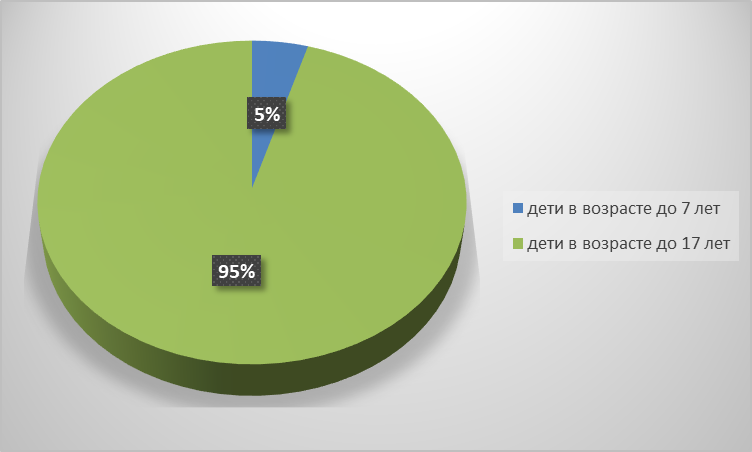 5%
95%
дети в возрасте до 7 лет
дети в возрасте до 17 лет